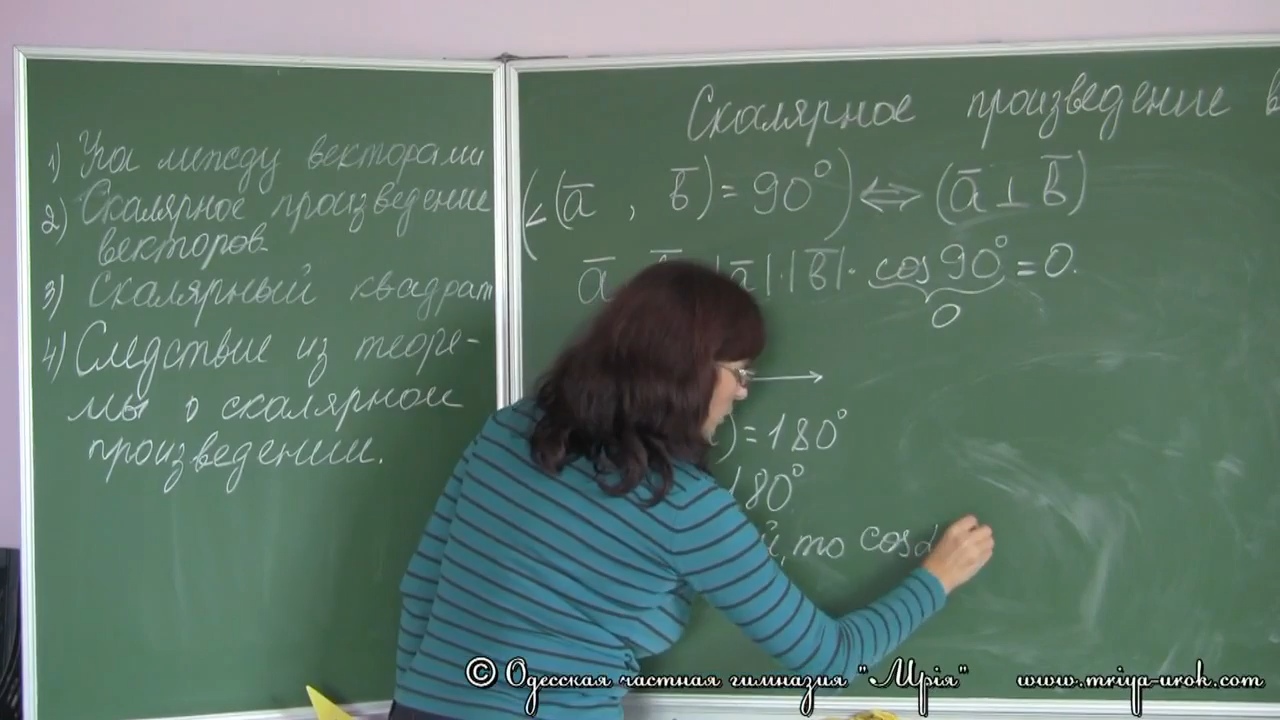 1) Угол между векторами
2) Скалярное произведение
векторов.
3) Скалярный квадрат
4) Следствие из теоре-
мы о скалярном
произведении.
Скалярное произведение в
(∠(a̅ , b̅) = 90°) ⇔ (a̅ ⊥ b̅)
a̅ a̅|·|b̅|· cos 90° = 0.
0
) = 180°
180°
й, то cos α
© Одесская частная гимназия "Мрія" www.mriya-urok.com